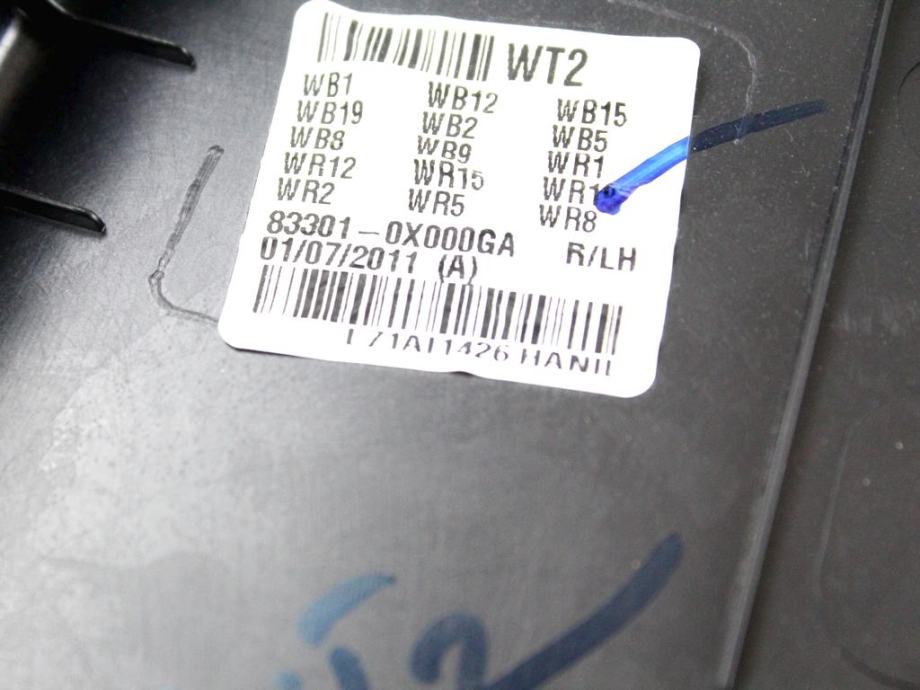 WT2
WB1 WB12 WB15
WB19 WB2 WB5
WB8 WB9 WR1
WR12 WR15
WR2 WR5 WR8
83301-0X000GA R/LH
01/07/2011 (A)